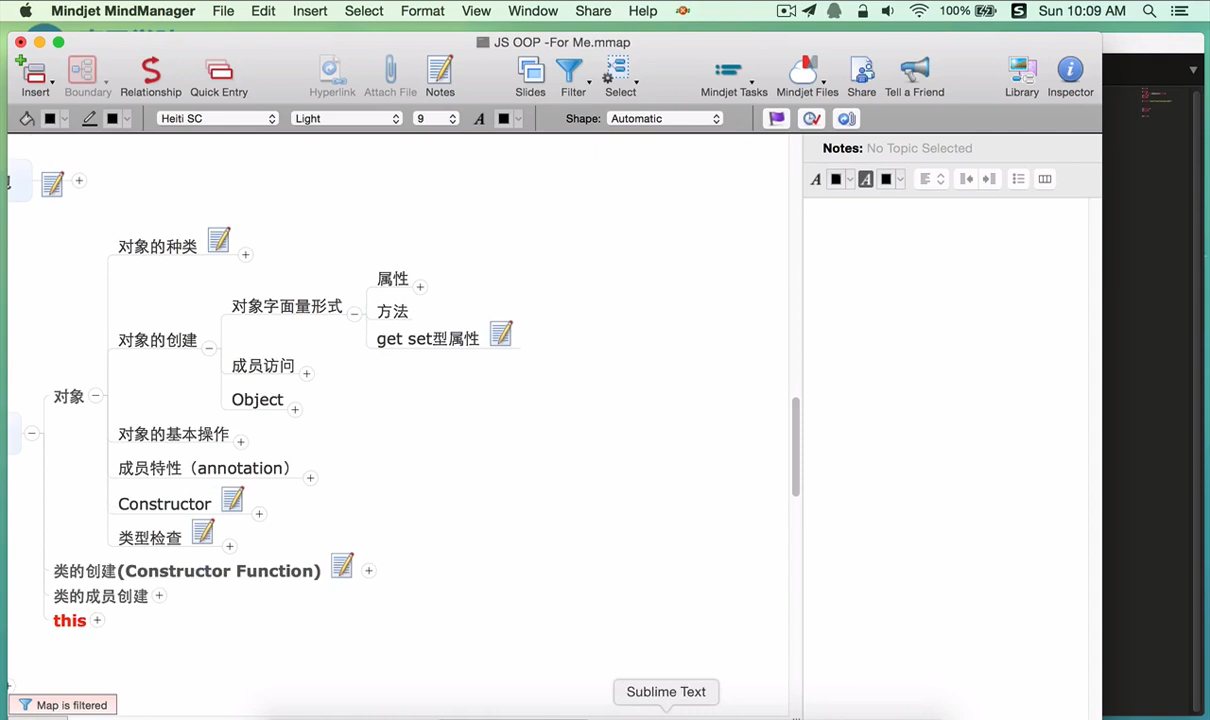 Mindjet MindManager File Edit Insert Select Format View Window Share Help 100% Sun 10:09 AM
JS OOP -For Me.mmap
Insert Boundary Relationship Quick Entry Hyperlink Attach File Notes Slides Filter Select Mindjet Tasks Mindjet Files Share Tell a Friend Library Inspector
Heiti SC Light 9 Shape: Automatic
Notes: No Topic Selected
对象的种类
属性
对象字面量形式
方法
get set型属性
对象的创建
成员访问
对象
Object
对象的基本操作
成员特性（annotation）
Constructor
类型检查
类的创建(Constructor Function)
类的成员创建
this
Sublime Text
Map is filtered